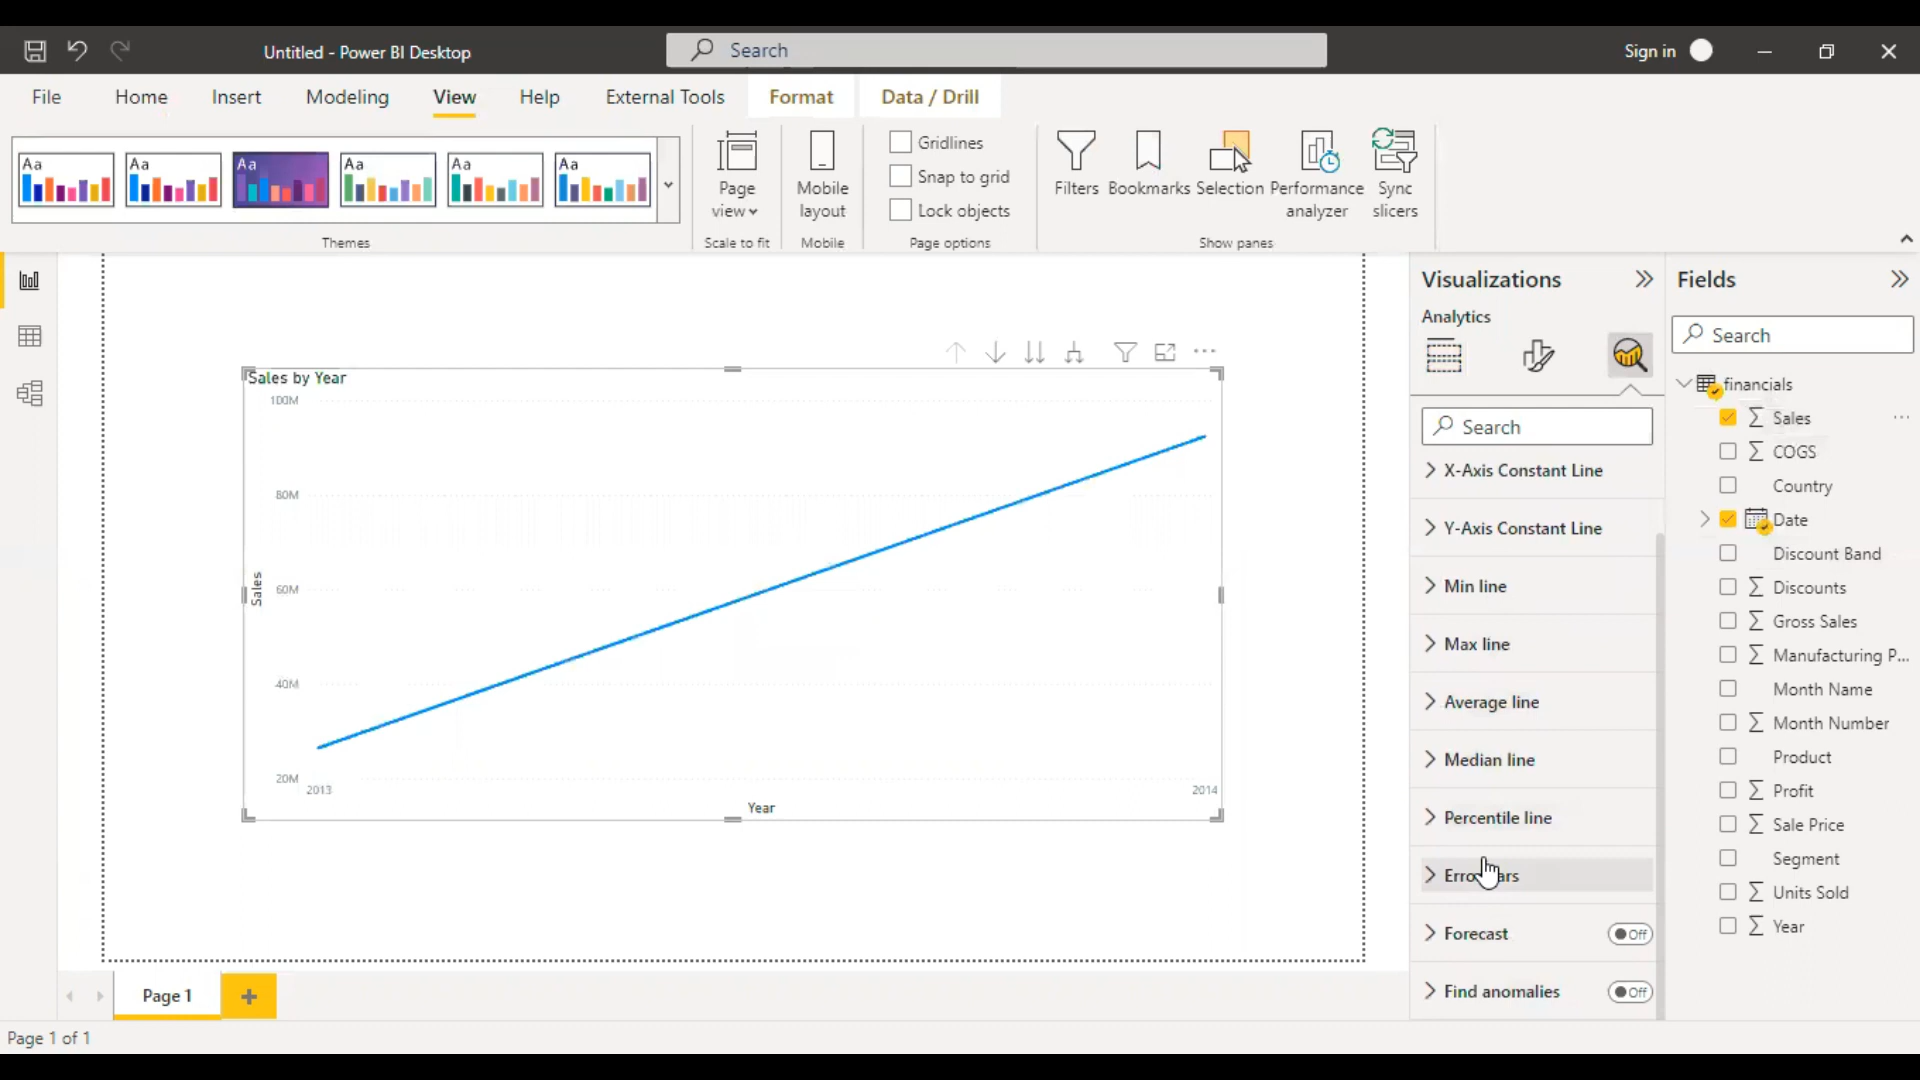 Untitled - Power BI Desktop
Search
Sign in
File Home Insert Modeling View Help External Tools Format Data / Drill
Aa Aa Aa Aa Aa Aa
Page view
Mobile layout
Gridlines
Snap to grid
Lock objects
Filters
Bookmarks
Selection
Performance analyzer
Sync slicers
Themes
Scale to fit
Mobile
Page options
Show panes
Sales by Year
100M
80M
60M
40M
20M
Sales
2013
2014
Year
Visualizations
Analytics
Search
X-Axis Constant Line
Y-Axis Constant Line
Min line
Max line
Average line
Median line
Percentile line
Forecast Off
Find anomalies Off
Fields
Search
financials
Sales
COGS
Country
Date
Discount Band
Discounts
Gross Sales
Manufacturing P...
Month Name
Month Number
Product
Profit
Sale Price
Segment
Units Sold
Year
Page 1
Page 1 of 1